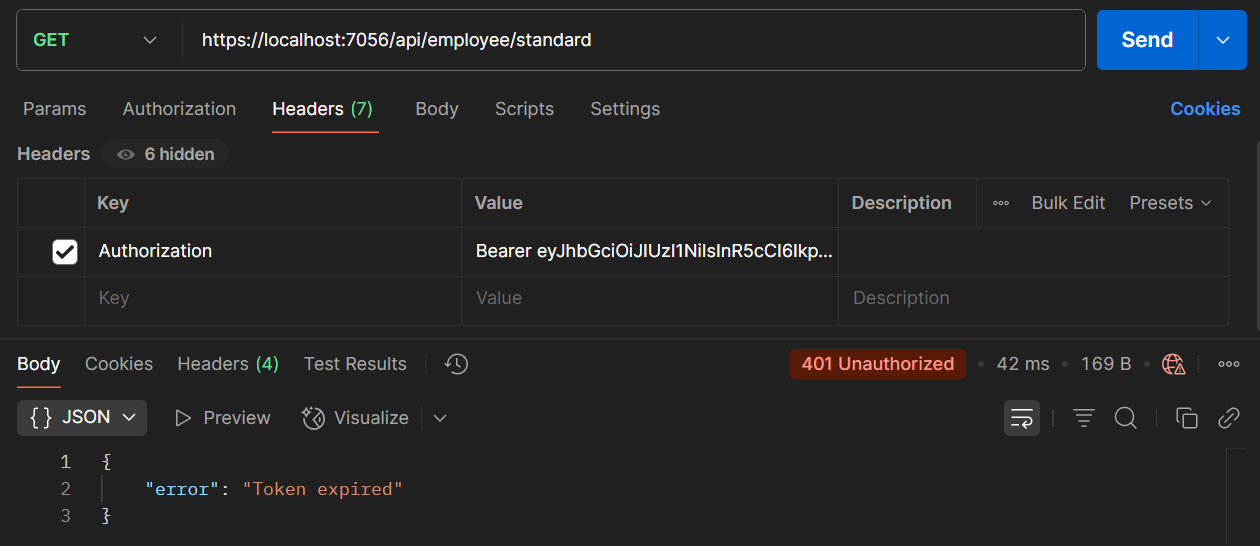 GET https://localhost:7056/api/employee/standard Send
Params Authorization Headers (7) Body Scripts Settings Cookies
Headers 6 hidden
Key Value Description Bulk Edit Presets
Authorization Bearer eyJhbGciOiJIUzI1NiIsInR5cCI6Ikp...
Key Value Description
Body Cookies Headers (4) Test Results 401 Unauthorized 42 ms 169 B
{} JSON Preview Visualize
1 {
2 "error": "Token expired"
3 }